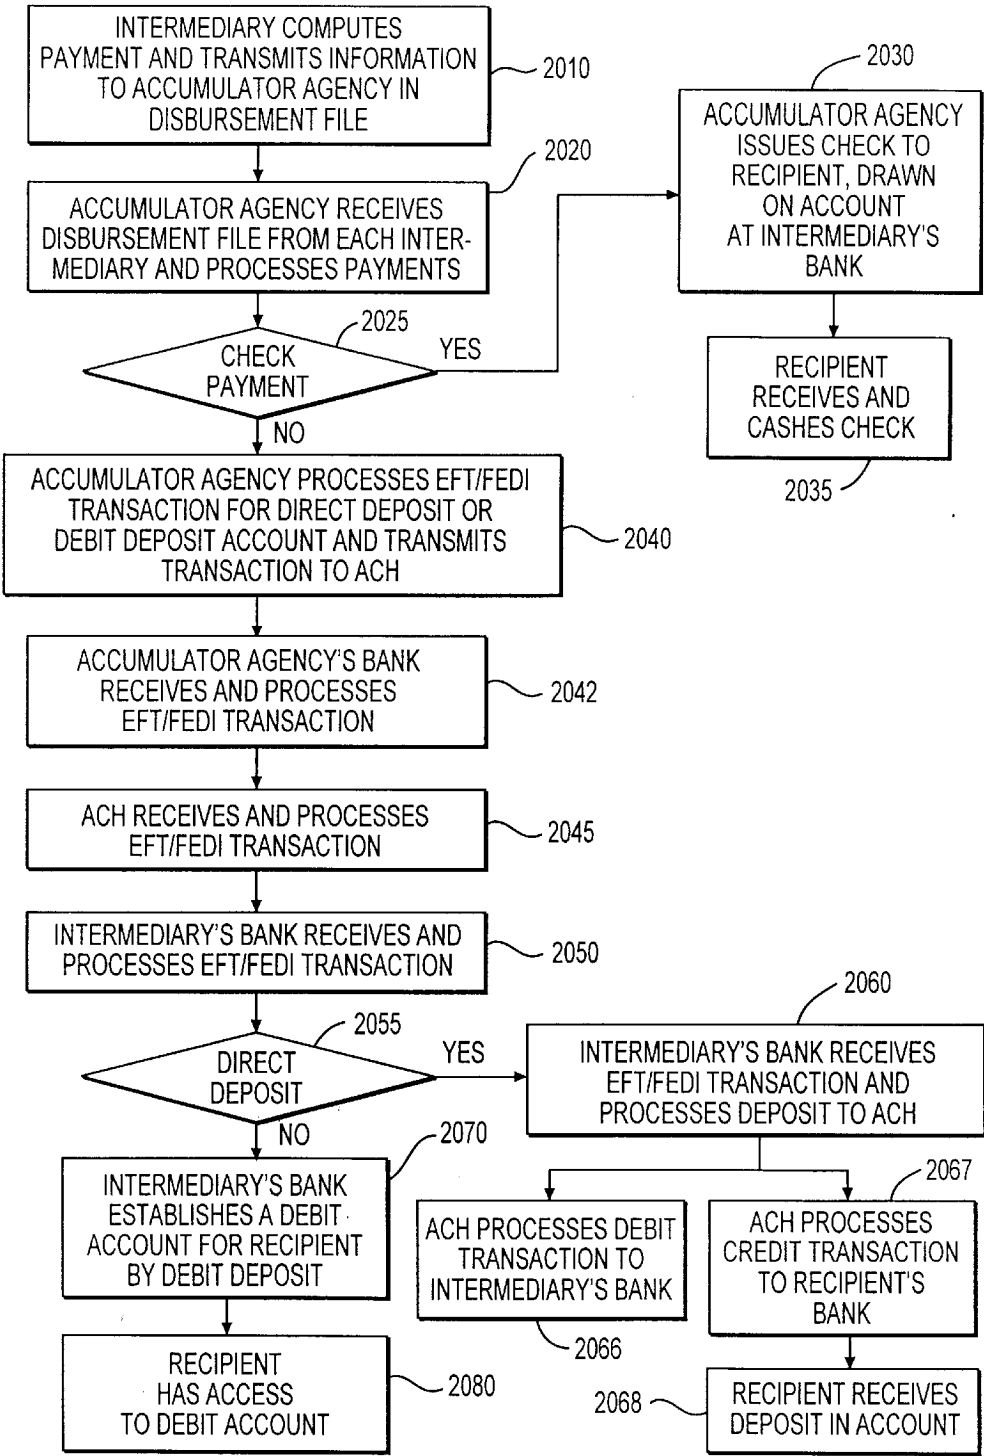 INTERMEDIARY COMPUTES
PAYMENT AND TRANSMITS INFORMATION
TO ACCUMULATOR AGENCY IN
DISBURSEMENT FILE
2010
ACCUMULATOR AGENCY RECEIVES
DISBURSEMENT FILE FROM EACH INTER-
MEDIARY AND PROCESSES PAYMENTS
2020
CHECK
PAYMENT
2025
YES
NO
2030
ACCUMULATOR AGENCY
ISSUES CHECK TO
RECIPIENT, DRAWN
ON ACCOUNT
AT INTERMEDIARY'S
BANK
RECIPIENT
RECEIVES AND
CASHES CHECK
2035
ACCUMULATOR AGENCY PROCESSES EFT/FEDI
TRANSACTION FOR DIRECT DEPOSIT OR
DEBIT DEPOSIT ACCOUNT AND TRANSMITS
TRANSACTION TO ACH
2040
ACCUMULATOR AGENCY'S BANK
RECEIVES AND PROCESSES
EFT/FEDI TRANSACTION
2042
ACH RECEIVES AND PROCESSES
EFT/FEDI TRANSACTION
2045
INTERMEDIARY'S BANK RECEIVES AND
PROCESSES EFT/FEDI TRANSACTION
2050
DIRECT
DEPOSIT
2055
YES
NO
2060
INTERMEDIARY'S BANK RECEIVES
EFT/FEDI TRANSACTION AND
PROCESSES DEPOSIT TO ACH
2070
INTERMEDIARY'S BANK
ESTABLISHES A DEBIT
ACCOUNT FOR RECIPIENT
BY DEBIT DEPOSIT
ACH PROCESSES DEBIT
TRANSACTION TO
INTERMEDIARY'S BANK
2066
2067
ACH PROCESSES
CREDIT TRANSACTION
TO RECIPIENT'S
BANK
RECIPIENT
HAS ACCESS
TO DEBIT ACCOUNT
2080
2068
RECIPIENT RECEIVES
DEPOSIT IN ACCOUNT